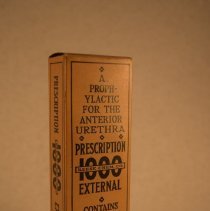 A
PROPH-
YLACTIC FOR THE
ANTERIOR
URETHRA
PRESCRIPTION
1000
EXTERNAL
CONTAINS
PRESCRIPTION 1000